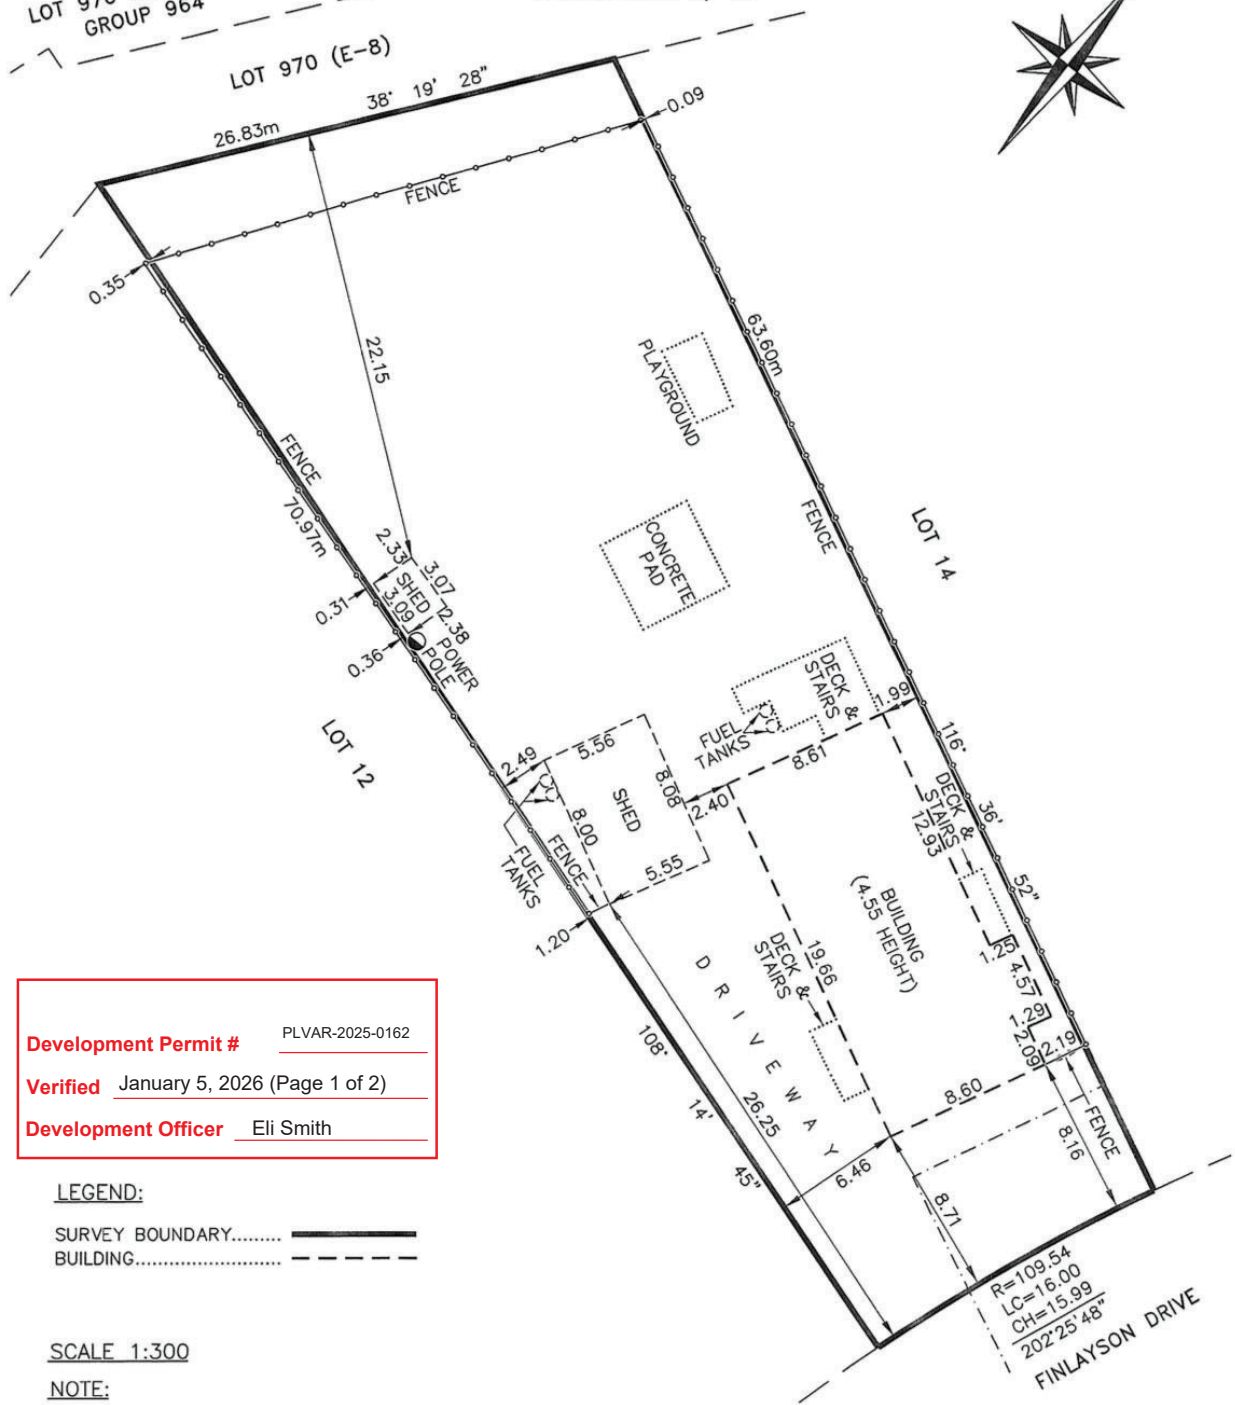 LOT 970
GROUP 964
LOT 970 (E-8)
38° 19' 28"
26.83m
0.09
FENCE
0.35
22.15
63.60m
PLAYGROUND
FENCE
70.97m
FENCE
LOT 14
CONCRETE
PAD
2.33
SHED
3.07
3.09
2.38
0.31
0.36
POWER
POLE
LOT 12
DECK &
STAIRS
1.99
FUEL
TANKS
8.61
116°
36'
52"
2.49
5.56
8.08
SHED
8.00
2.40
5.55
FENCE
FUEL
TANKS
1.20
DECK &
STAIRS
12.93
BUILDING
(4.55 HEIGHT)
19.66
DECK &
STAIRS
DRIVEWAY
1.25
4.57
1.29
2.09
2.19
8.60
FENCE
8.16
108°
14'
45"
26.25
6.46
8.71
R=109.54
LC=16.00
CH=15.99
202°25'48"
FINLAYSON DRIVE
Development Permit # PLVAR-2025-0162
Verified January 5, 2026 (Page 1 of 2)
Development Officer Eli Smith
LEGEND:
SURVEY BOUNDARY.........
BUILDING.........................
SCALE 1:300
NOTE: